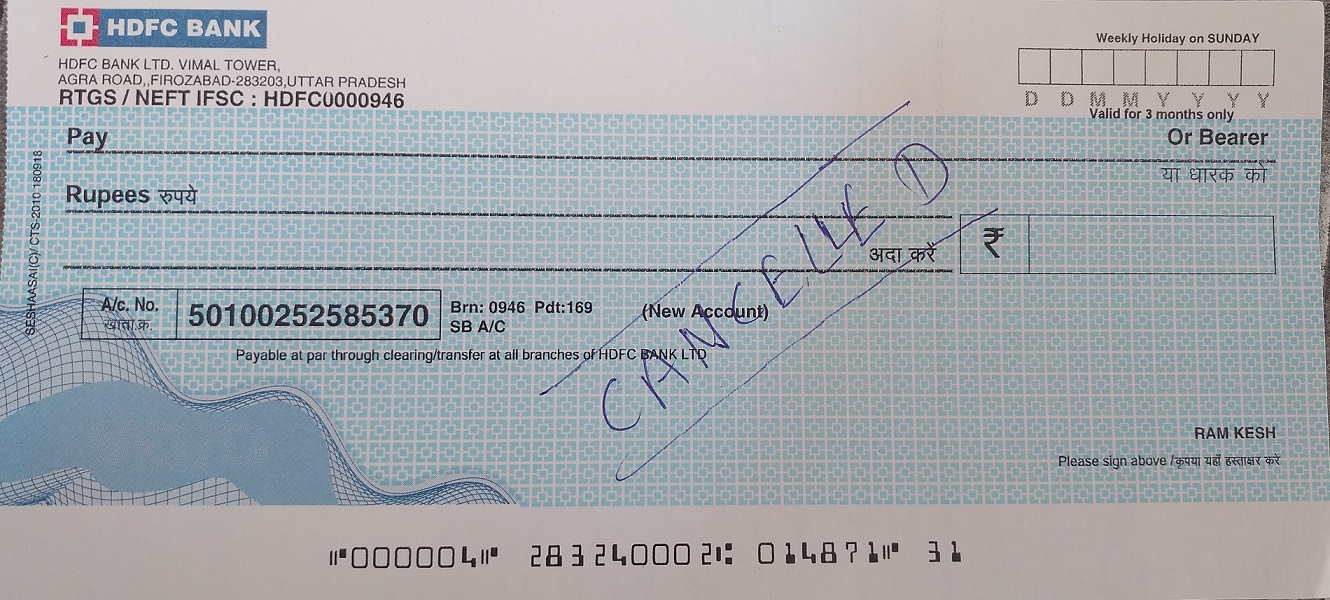 HDFC BANK
HDFC BANK LTD. VIMAL TOWER,
AGRA ROAD,,FIROZABAD-283203,UTTAR PRADESH
RTGS / NEFT IFSC : HDFC0000946
Weekly Holiday on SUNDAY
D D M M Y Y Y Y
Valid for 3 months only
Pay
Or Bearer
या धारक को
Rupees रुपये
अदा करें
₹
CANCELLED
A/c. No.
खाता.क्र.
50100252585370
Brn: 0946 Pdt:169
SB A/C
(New Account)
Payable at par through clearing/transfer at all branches of HDFC BANK LTD
SESHAASAI(C)/ CTS-2010 180918
RAM KESH
Please sign above /कृपया यहाँ हस्ताक्षर करें
⑈000004⑈ 283240002⑆ 014871⑈ 31